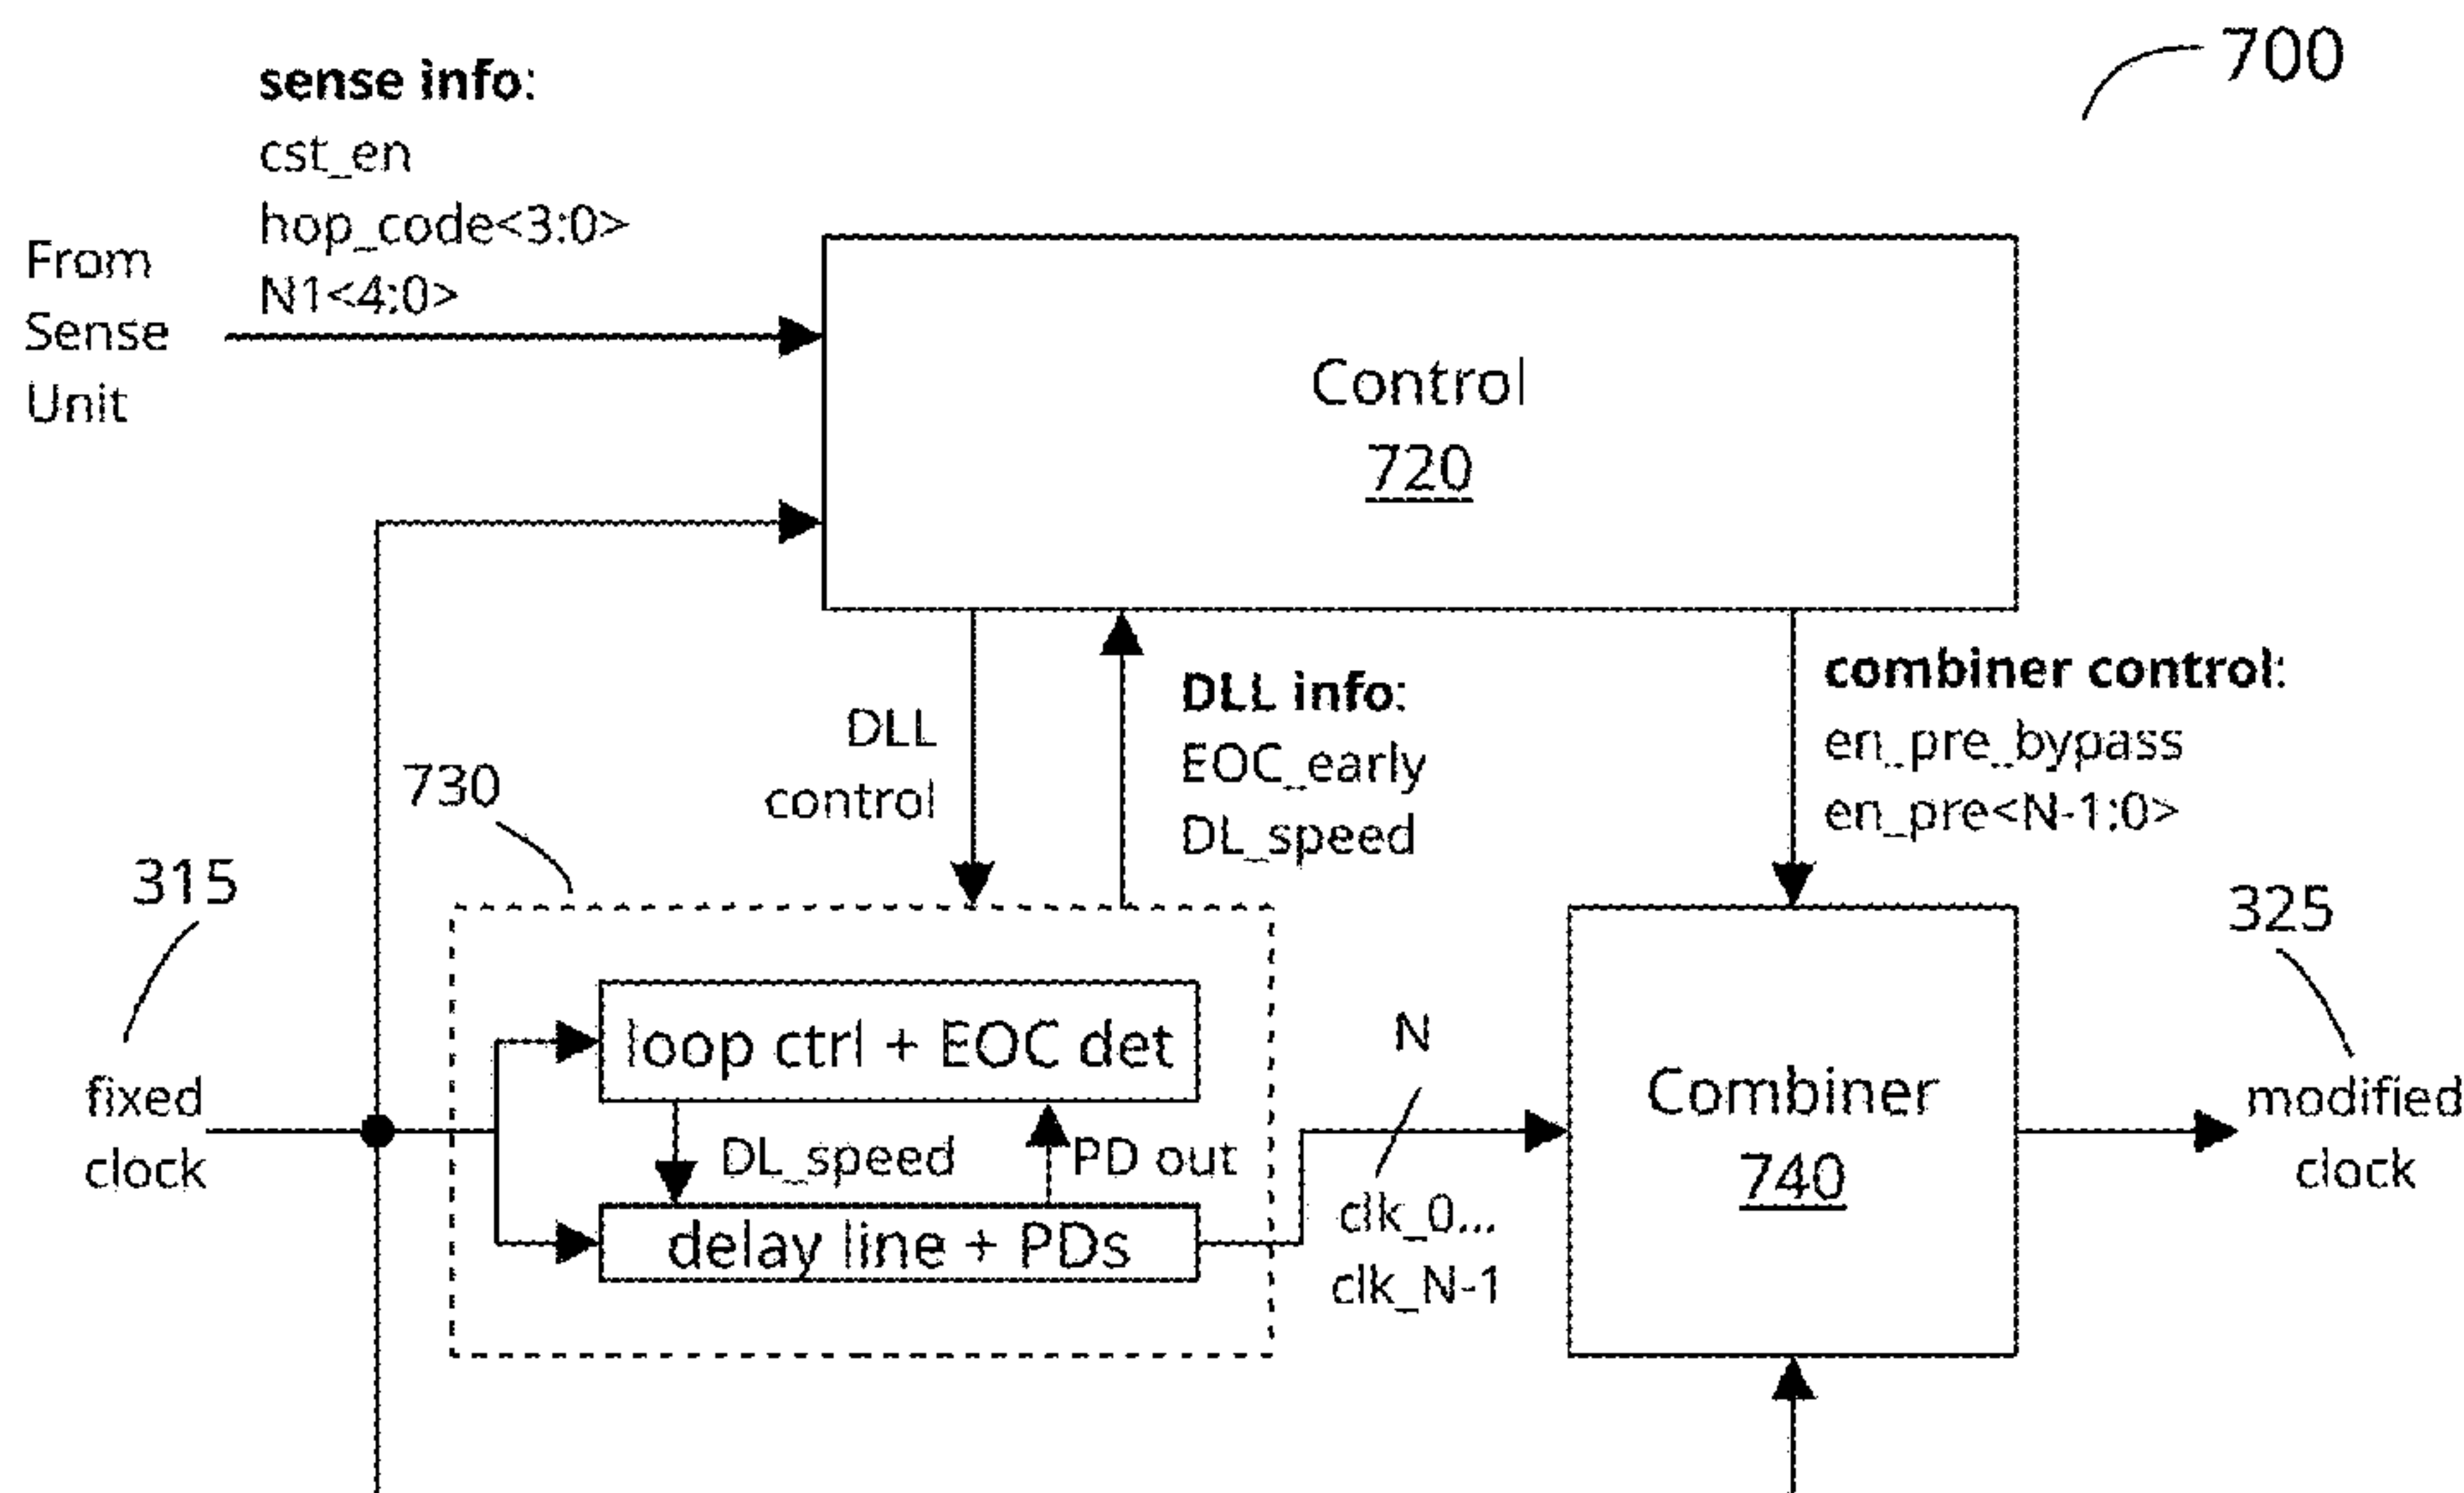 700
sense info:
cst_en
hop_code<3:0>
N1<4:0>
From
Sense
Unit
Control
720
DLL
control
DLL info:
EOC_early
DL_speed
combiner control:
en_pre_bypass
en_pre<N-1:0>
730
315
325
fixed
clock
loop ctrl + EOC det
DL_speed
PD out
delay line + PDs
N
clk_0...
clk_N-1
Combiner
740
modified
clock